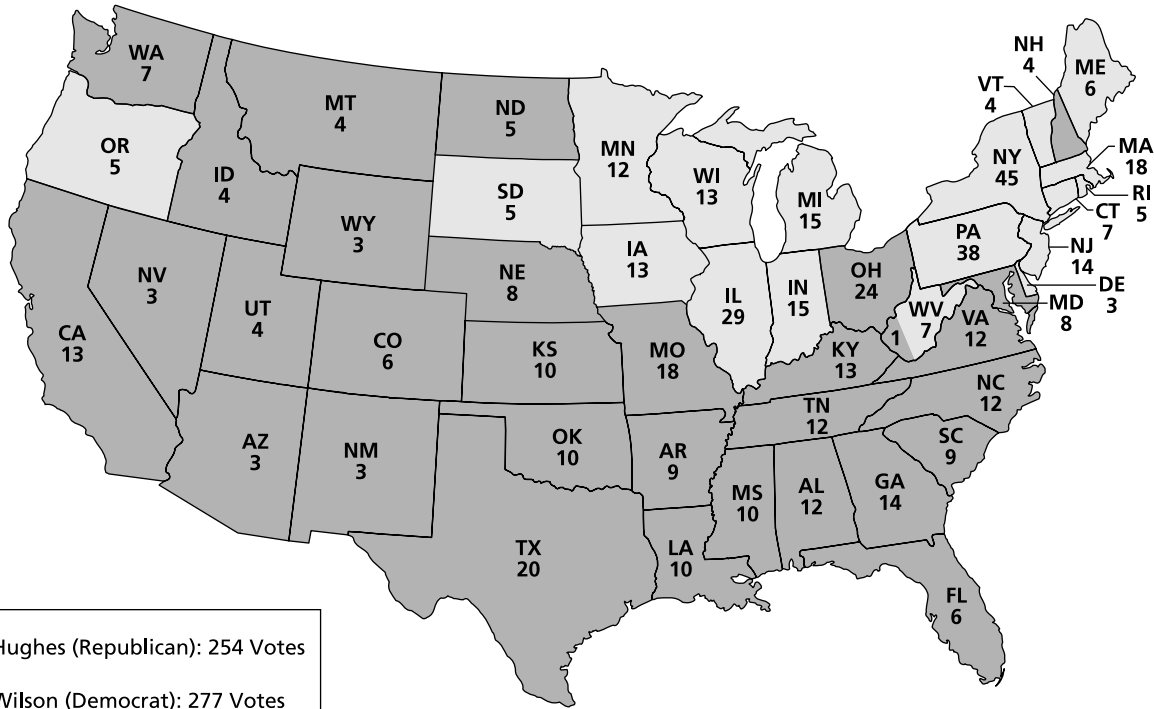 WA
7
MT
4
ND
5
MN
12
OR
5
ID
4
SD
5
WI
13
MI
15
NH
4
VT
4
ME
6
NY
45
MA
18
RI
5
CT
7
WY
3
IA
13
PA
38
NJ
14
DE
3
MD
8
NV
3
NE
8
IL
29
IN
15
OH
24
WV
7
1
VA
12
CA
13
UT
4
CO
6
KS
10
MO
18
KY
13
NC
12
TN
12
SC
9
AZ
3
NM
3
OK
10
AR
9
MS
10
AL
12
GA
14
TX
20
LA
10
FL
6
Hughes (Republican): 254 Votes
Wilson (Democrat): 277 Votes